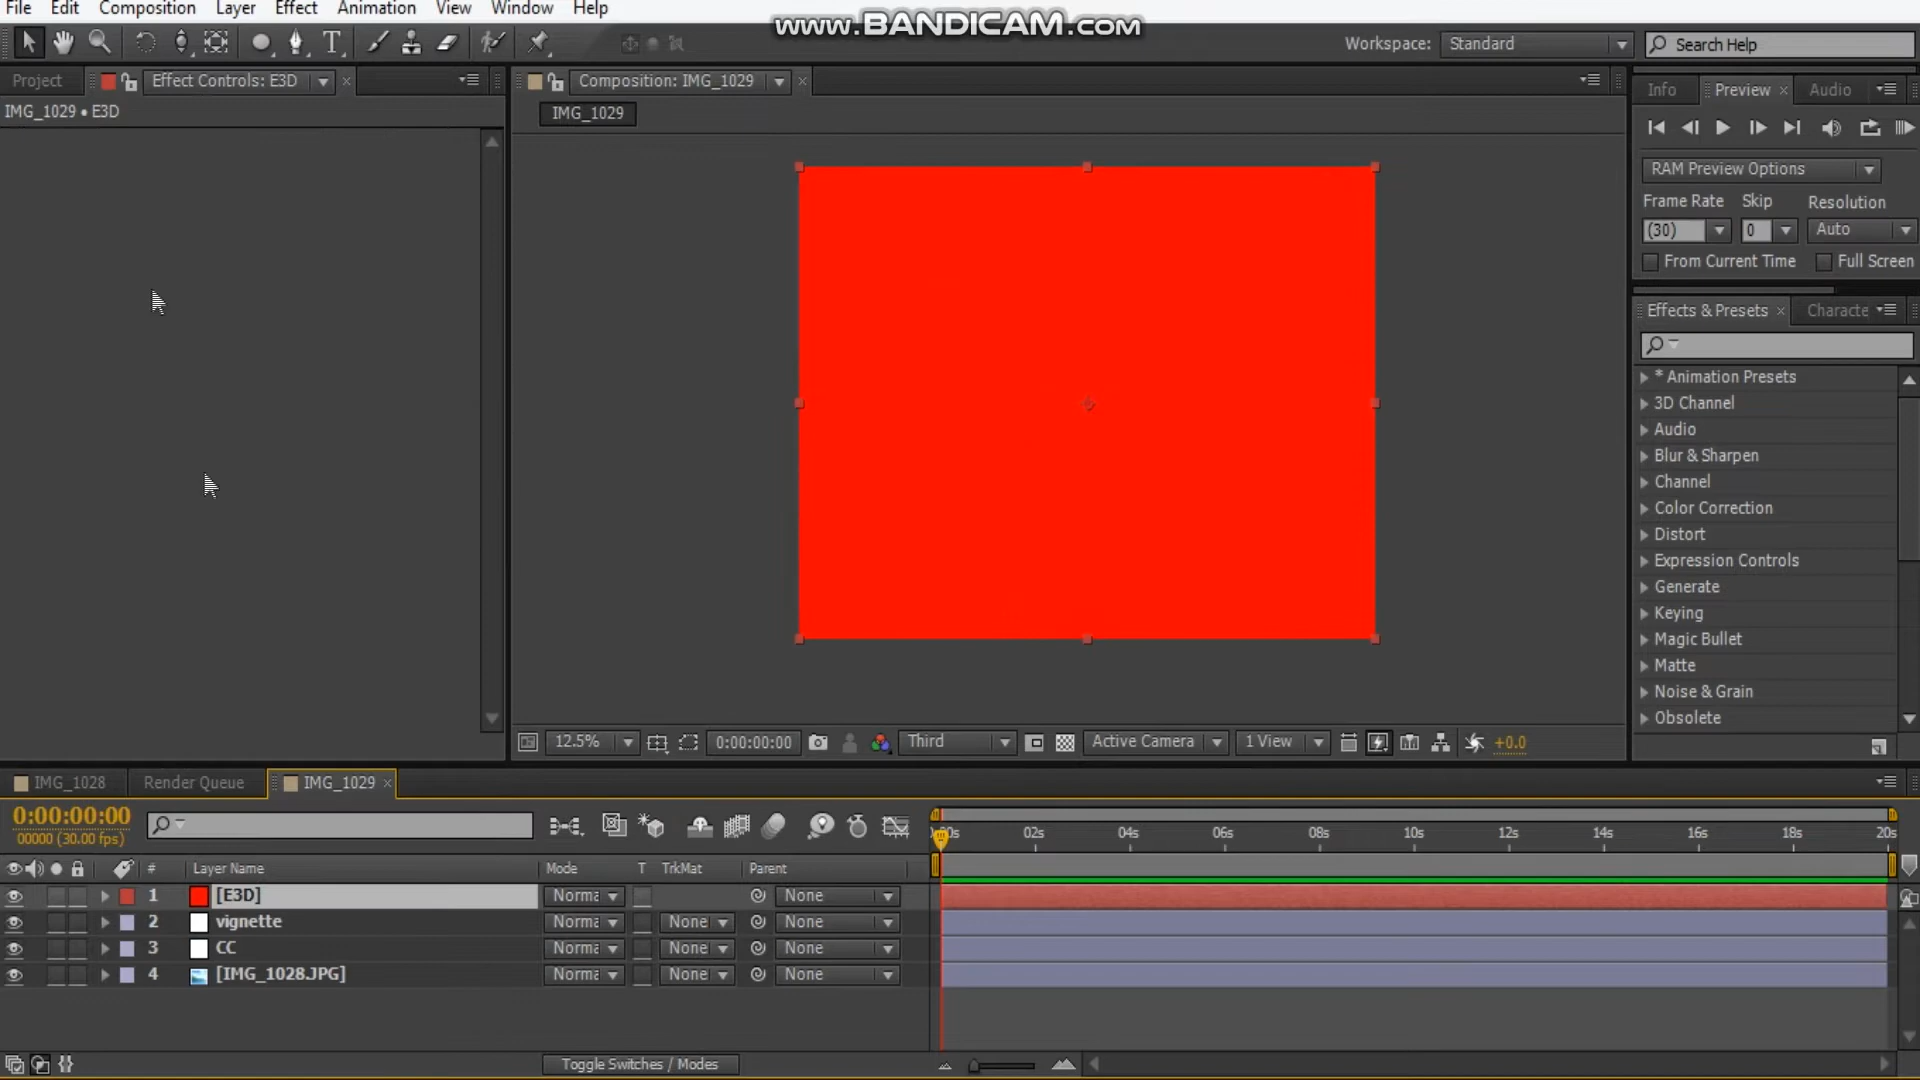 File Edit Composition Layer Effect Animation View Window Help
www.BANDICAM.com
Workspace: Standard
Search Help
Project
Effect Controls: E3D
Composition: IMG_1029
Info
Preview
Audio
IMG_1029 • E3D
IMG_1029
RAM Preview Options
Frame Rate Skip Resolution
(30) 0 Auto
From Current Time Full Screen
Effects & Presets
Characte
* Animation Presets
3D Channel
Audio
Blur & Sharpen
Channel
Color Correction
Distort
Expression Controls
Generate
Keying
Magic Bullet
Matte
Noise & Grain
Obsolete
12.5%
0:00:00:00
Third
Active Camera
1 View
+0.0
IMG_1028
Render Queue
IMG_1029
0:00:00:00
00000 (30.00 fps)
0s 02s 04s 06s 08s 10s 12s 14s 16s 18s 20s
# Layer Name Mode T TrkMat Parent
1 [E3D] Norma None
2 vignette Norma None None
3 CC Norma None None
4 [IMG_1028.JPG] Norma None None
Toggle Switches / Modes